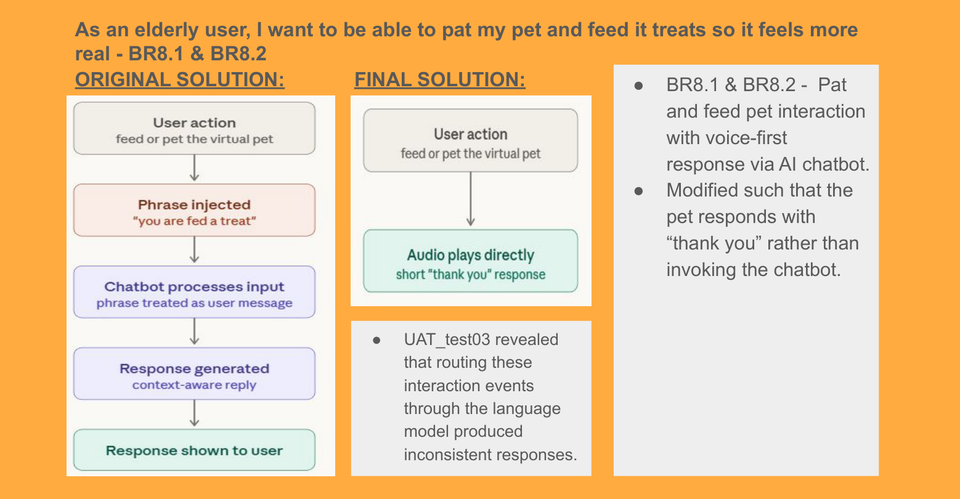 As an elderly user, I want to be able to pat my pet and feed it treats so it feels more
real - BR8.1 & BR8.2
ORIGINAL SOLUTION:
User action
feed or pet the virtual pet
Phrase injected
"you are fed a treat"
Chatbot processes input
phrase treated as user message
Response generated
context-aware reply
Response shown to user
FINAL SOLUTION:
User action
feed or pet the virtual pet
Audio plays directly
short "thank you" response
● UAT_test03 revealed
that routing these
interaction events
through the language
model produced
inconsistent responses.
● BR8.1 & BR8.2 - Pat
and feed pet interaction
with voice-first
response via AI chatbot.
● Modified such that the
pet responds with
“thank you” rather than
invoking the chatbot.